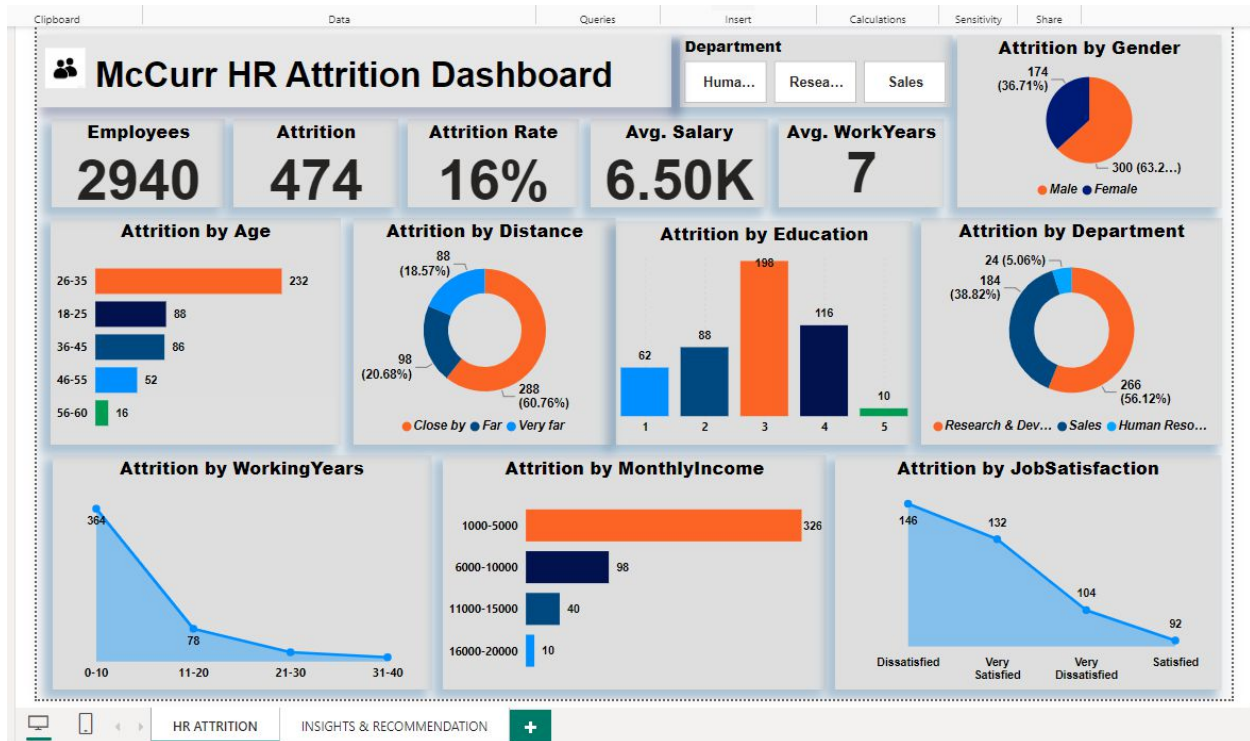 Clipboard
Data
Queries
Insert
Calculations
Sensitivity
Share
McCurr HR Attrition Dashboard
Department
Huma...
Resea...
Sales
Attrition by Gender
174
(36.71%)
300 (63.2...)
Male Female
Employees
2940
Attrition
474
Attrition Rate
16%
Avg. Salary
6.50K
Avg. WorkYears
7
Attrition by Age
26-35
232
18-25
88
36-45
86
46-55
52
56-60
16
Attrition by Distance
88
(18.57%)
98
(20.68%)
288
(60.76%)
Close by Far Very far
Attrition by Education
62
88
198
116
10
1 2 3 4 5
Attrition by Department
24 (5.06%)
184
(38.82%)
266
(56.12%)
Research & Dev... Sales Human Reso...
Attrition by WorkingYears
364
78
0-10 11-20 21-30 31-40
Attrition by MonthlyIncome
1000-5000
326
6000-10000
98
11000-15000
40
16000-20000
10
Attrition by JobSatisfaction
146
132
104
92
Dissatisfied
Very
Satisfied
Very
Dissatisfied
Satisfied
HR ATTRITION
INSIGHTS & RECOMMENDATION
+